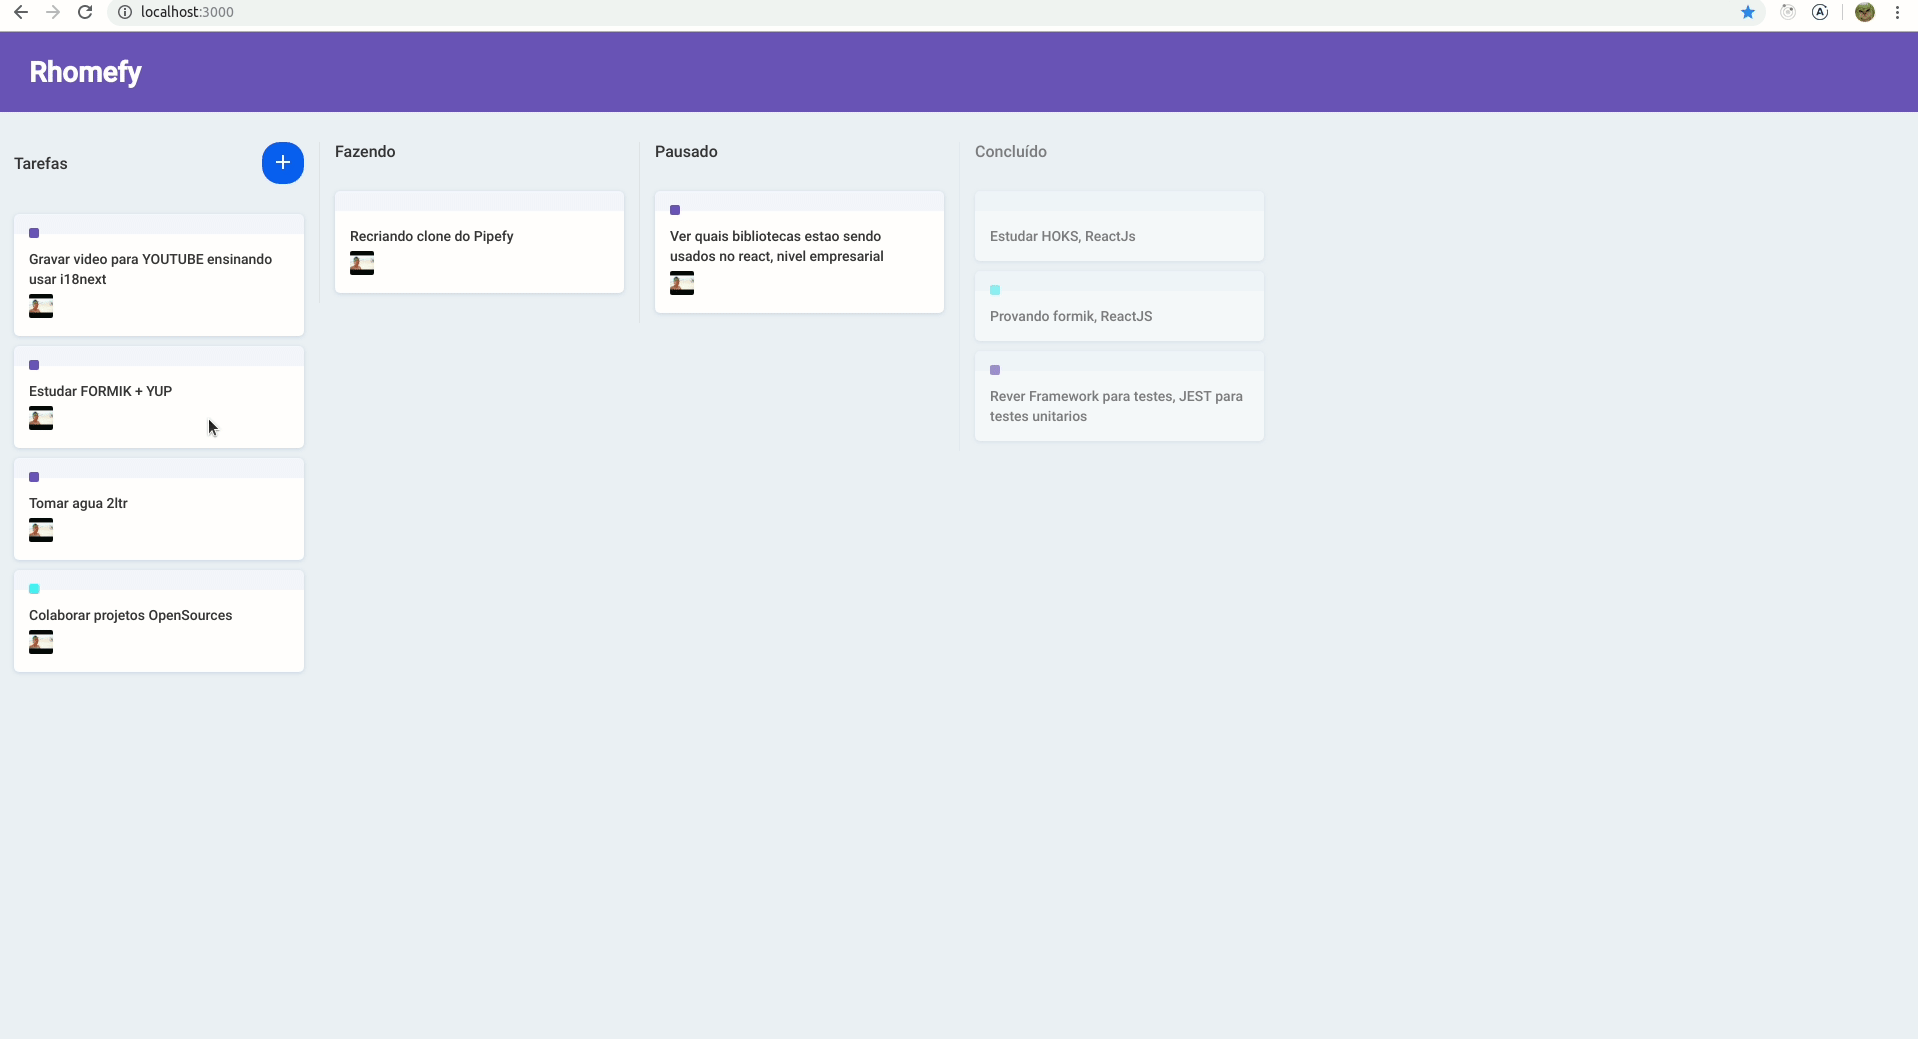 localhost:3000
Rhomefy
Tarefas
Gravar video para YOUTUBE ensinando
usar i18next
Estudar FORMIK + YUP
Tomar agua 2ltr
Colaborar projetos OpenSources
Fazendo
Recriando clone do Pipefy
Pausado
Ver quais bibliotecas estao sendo
usados no react, nivel empresarial
Concluído
Estudar HOKS, ReactJs
Provando formik, ReactJS
Rever Framework para testes, JEST para
testes unitarios